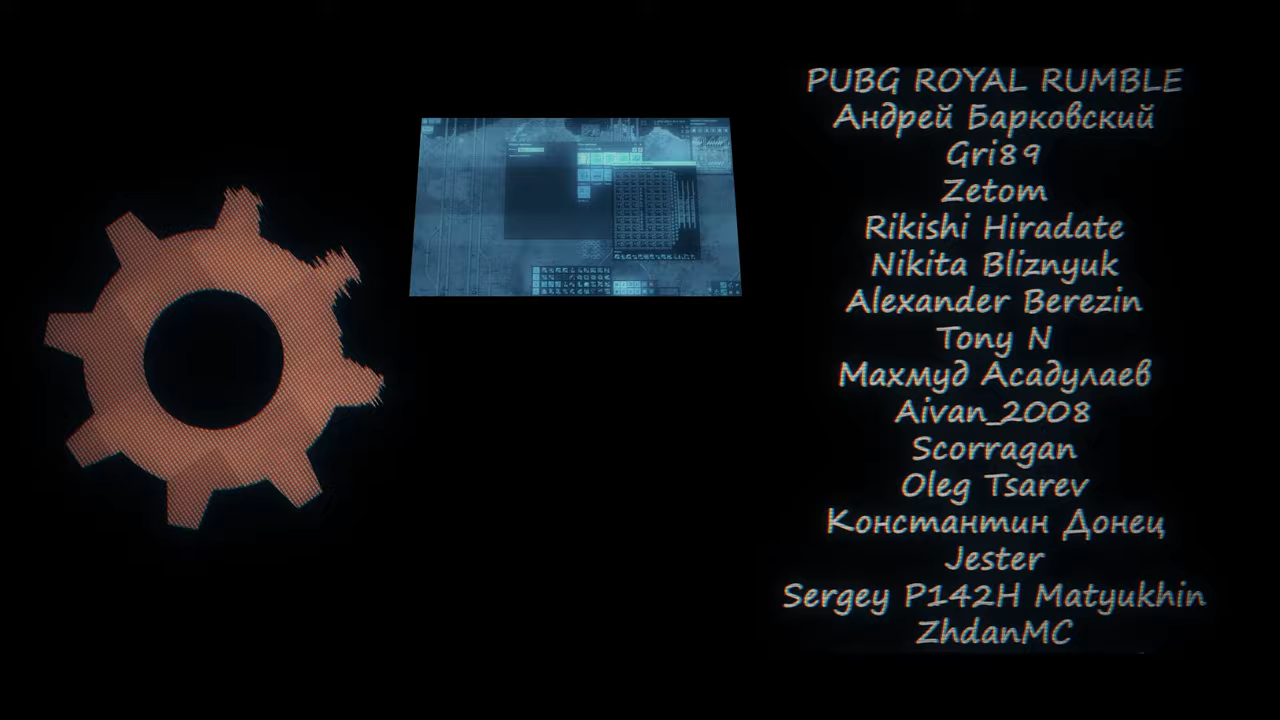 PUBG ROYAL RUMBLE
Андрей Барковский
Gri89
Zetom
Rikishi Hiradate
Nikita Bliznyuk
Alexander Berezin
Tony N
Махмуд Асадулаев
Aivan_2008
Scorragan
Oleg Tsarev
Константин Донец
Jester
Sergey P142H Matyukhin
ZhdanMC